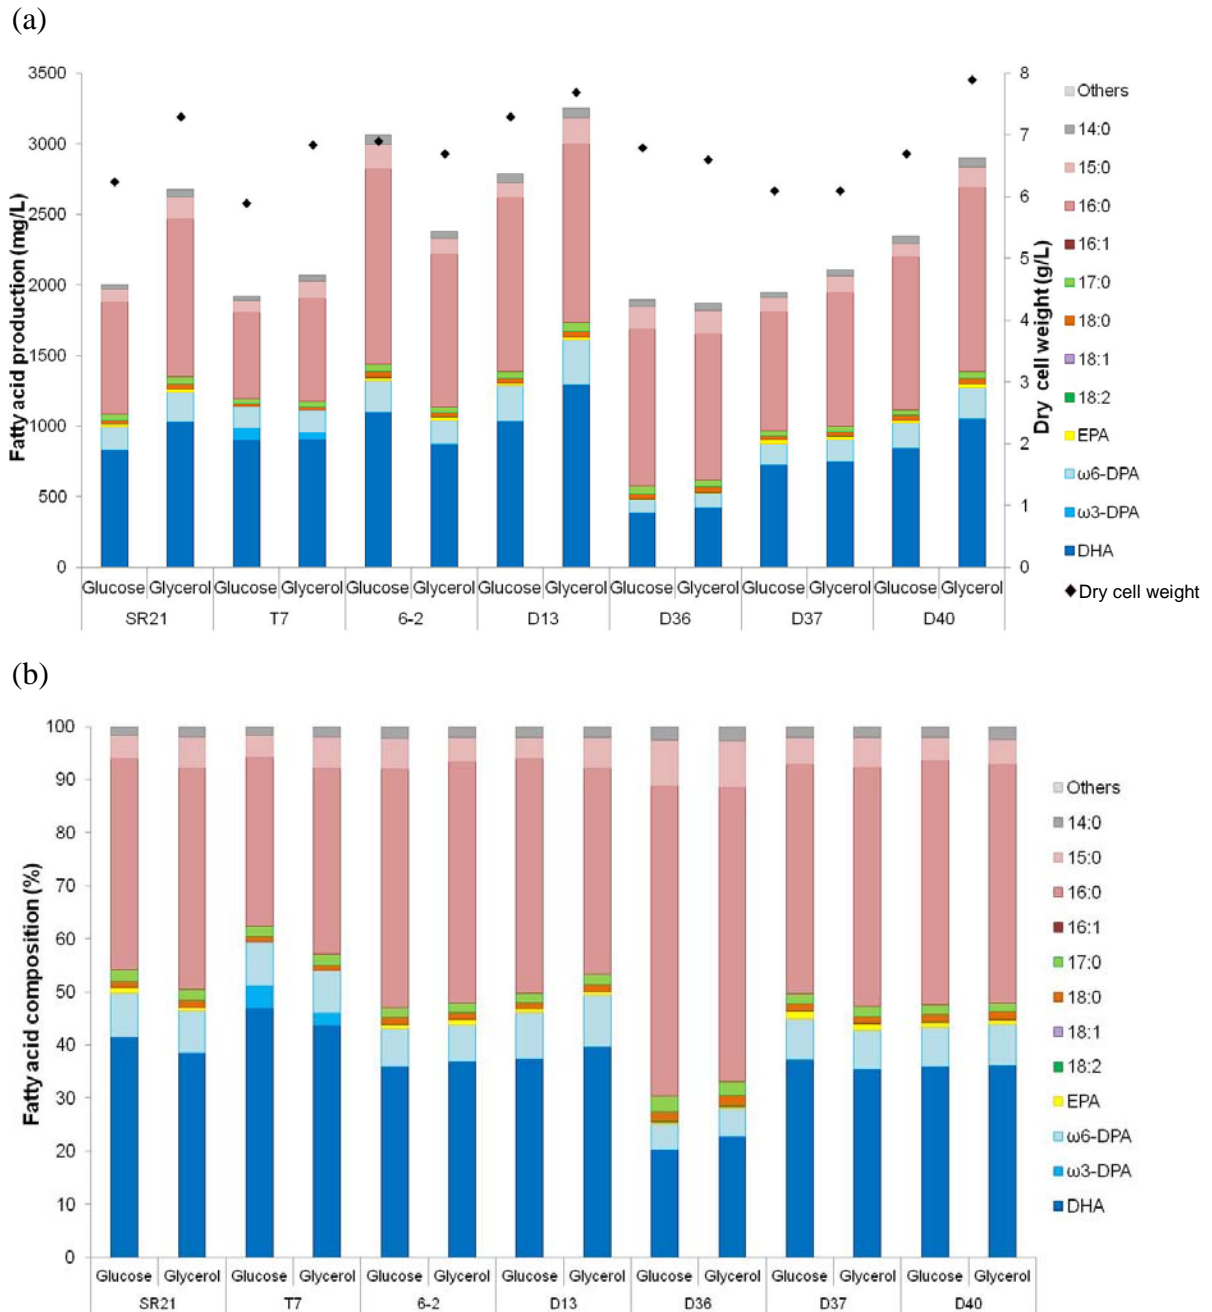 (a)
Fatty acid production (mg/L)
3500
3000
2500
2000
1500
1000
500
0
8
7
6
5
4
3
2
1
0
Dry cell weight (g/L)
Glucose Glycerol Glucose Glycerol Glucose Glycerol Glucose Glycerol Glucose Glycerol Glucose Glycerol Glucose Glycerol
SR21 T7 6-2 D13 D36 D37 D40
Others
14:0
15:0
16:0
16:1
17:0
18:0
18:1
18:2
EPA
ω6-DPA
ω3-DPA
DHA
Dry cell weight
(b)
Fatty acid composition (%)
100
90
80
70
60
50
40
30
20
10
0
Glucose Glycerol Glucose Glycerol Glucose Glycerol Glucose Glycerol Glucose Glycerol Glucose Glycerol Glucose Glycerol
SR21 T7 6-2 D13 D36 D37 D40
Others
14:0
15:0
16:0
16:1
17:0
18:0
18:1
18:2
EPA
ω6-DPA
ω3-DPA
DHA